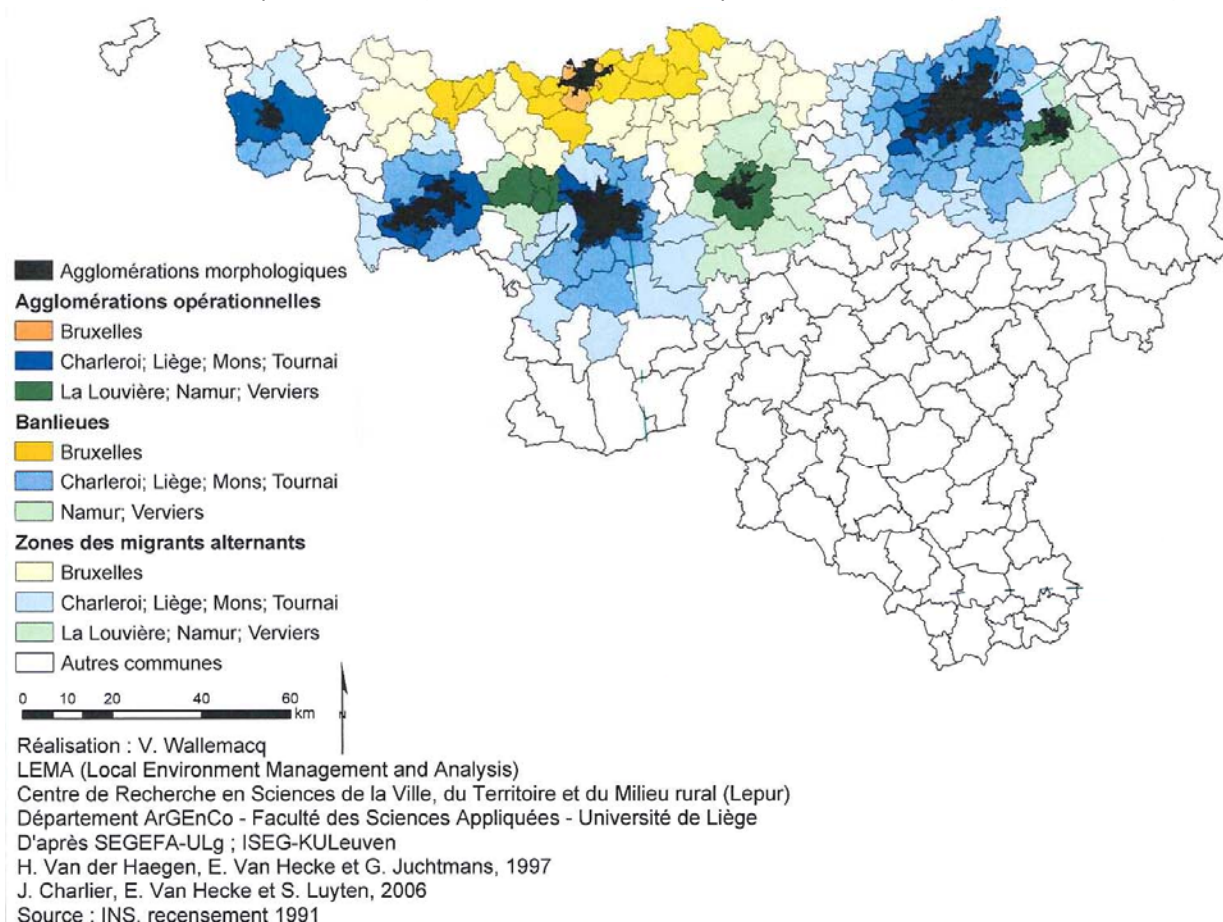 Agglomérations morphologiques
Agglomérations opérationnelles
Bruxelles
Charleroi; Liège; Mons; Tournai
La Louvière; Namur; Verviers
Banlieues
Bruxelles
Charleroi; Liège; Mons; Tournai
Namur; Verviers
Zones des migrants alternants
Bruxelles
Charleroi; Liège; Mons; Tournai
La Louvière; Namur; Verviers
Autres communes
0 10 20 40 60
km
N
Réalisation : V. Wallemacq
LEMA (Local Environment Management and Analysis)
Centre de Recherche en Sciences de la Ville, du Territoire et du Milieu rural (Lepur)
Département ArGEnCo - Faculté des Sciences Appliquées - Université de Liège
D'après SEGEFA-ULg ; ISEG-KULeuven
H. Van der Haegen, E. Van Hecke et G. Juchtmans, 1997
J. Charlier, E. Van Hecke et S. Luyten, 2006
Source : INS, recensement 1991